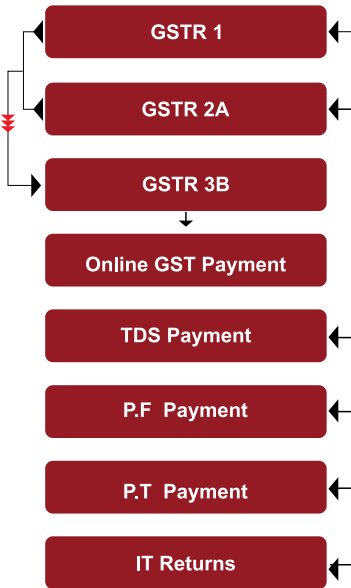 GSTR 1
GSTR 2A
GSTR 3B
Online GST Payment
TDS Payment
P.F Payment
P.T Payment
IT Returns